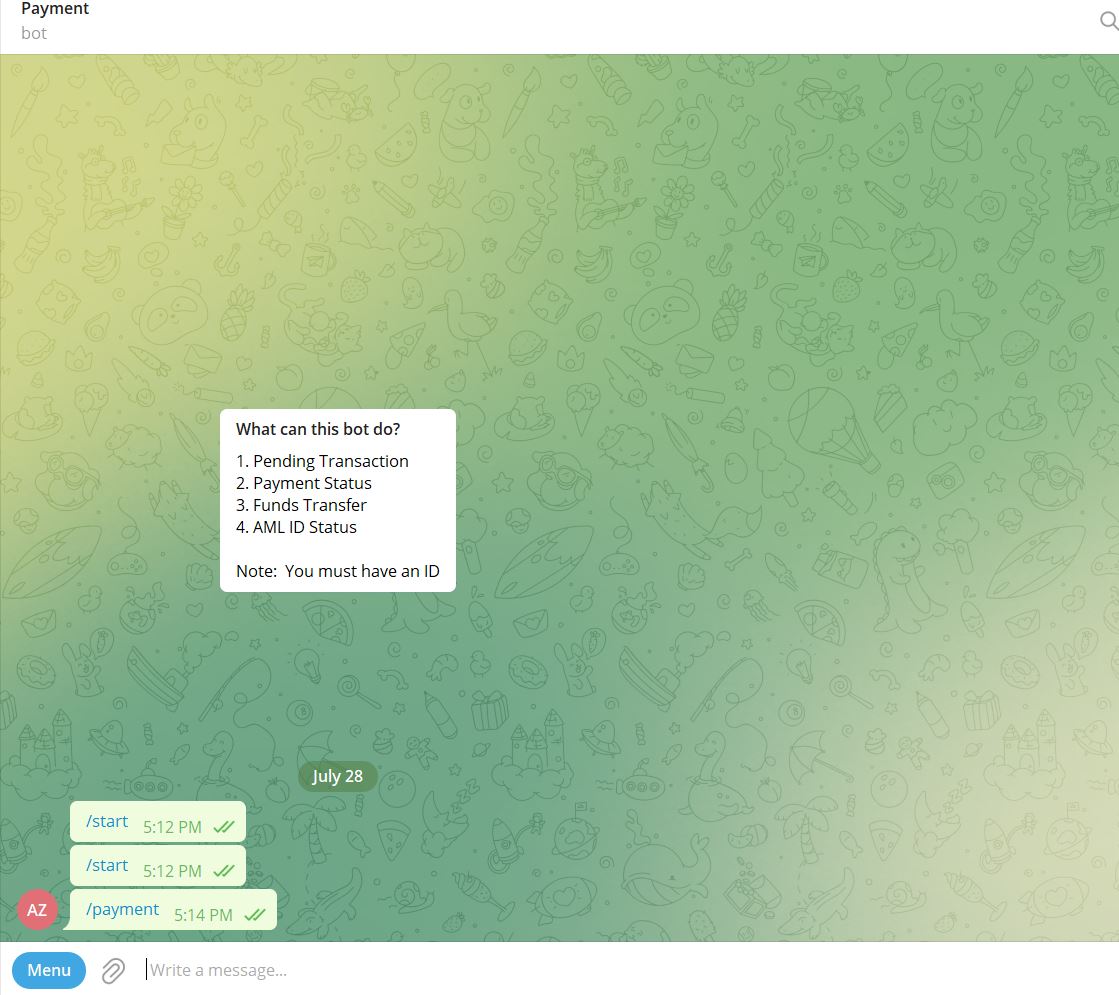 Payment
bot
What can this bot do?
1. Pending Transaction
2. Payment Status
3. Funds Transfer
4. AML ID Status
Note:  You must have an ID
July 28
/start 5:12 PM
/start 5:12 PM
AZ /payment 5:14 PM
Menu Write a message...